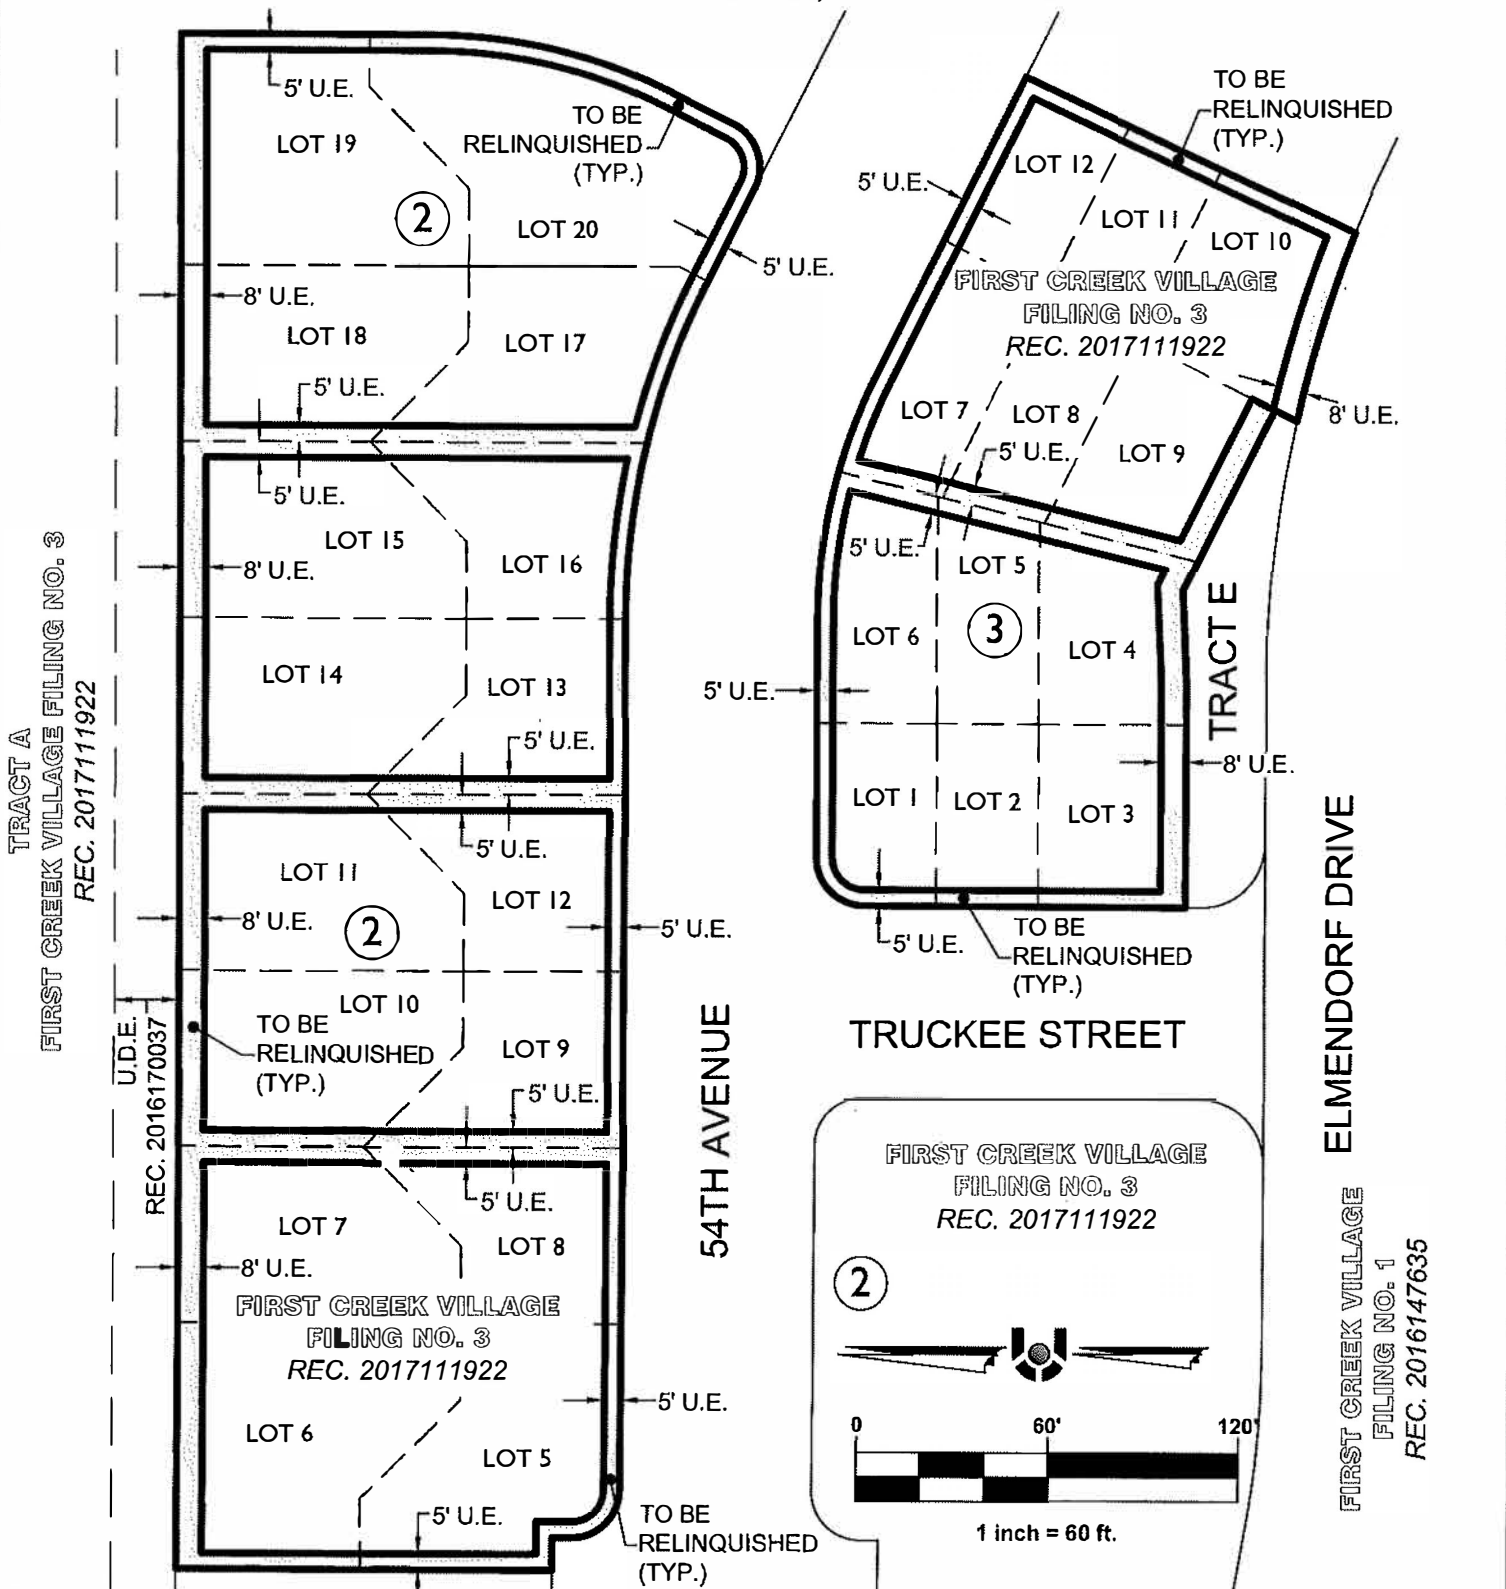 5' U.E.
LOT 19
TO BE
RELINQUISHED
(TYP.)
2
LOT 20
5' U.E.
8' U.E.
LOT 18
LOT 17
5' U.E.
5' U.E.
LOT 15
8' U.E.
LOT 16
LOT 14
LOT 13
5' U.E.
5' U.E.
LOT 11
LOT 12
8' U.E.
2
5' U.E.
LOT 10
TO BE
RELINQUISHED
(TYP.)
LOT 9
5' U.E.
5' U.E.
LOT 7
LOT 8
8' U.E.
FIRST CREEK VILLAGE
FILING NO. 3
REC. 2017111922
5' U.E.
LOT 6
LOT 5
5' U.E.
TO BE
RELINQUISHED
(TYP.)
TRACT A
FIRST CREEK VILLAGE FILING NO. 3
REC. 2017111922
U.D.E.
REC. 2016170037
54TH AVENUE
TO BE
RELINQUISHED
(TYP.)
LOT 12
5' U.E.
LOT 11
LOT 10
FIRST CREEK VILLAGE
FILING NO. 3
REC. 2017111922
8' U.E.
LOT 7
LOT 8
5' U.E.
LOT 9
5' U.E.
LOT 5
3
LOT 6
LOT 4
5' U.E.
TRACT E
8' U.E.
LOT 1
LOT 2
LOT 3
5' U.E.
TO BE
RELINQUISHED
(TYP.)
TRUCKEE STREET
ELMENDORF DRIVE
FIRST CREEK VILLAGE
FILING NO. 3
REC. 2017111922
2
0 60' 120'
1 inch = 60 ft.
FIRST CREEK VILLAGE
FILING NO. 1
REC. 2016147635